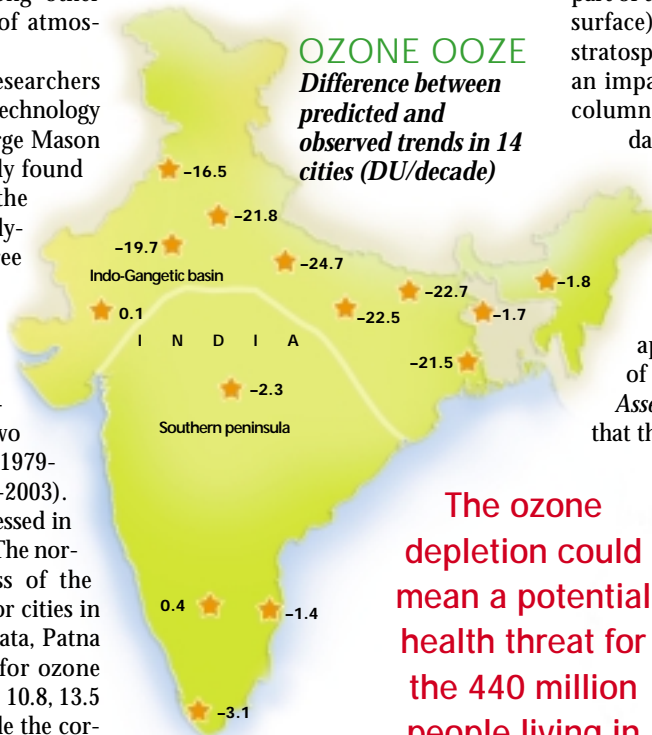 of atmos-
esearchers
echnology
rge Mason
ly found
the
ly-
ee
wo
1979-
-2003).
essed in
The nor-
ss of the
or cities in
ata, Patna
for ozone
10.8, 13.5
le the cor-
OZONE OOZE
Difference between
predicted and
observed trends in 14
cities (DU/decade)
part of
surface)
stratosp
an impa
column
da
ap
of
Asse
that th
–16.5
–21.8
–19.7
–24.7
Indo-Gangetic basin
–22.7
–1.8
0.1
–22.5
–1.7
I N D I A
–21.5
–2.3
Southern peninsula
0.4
–1.4
–3.1
The ozone
depletion could
mean a potential
health threat for
the 440 million
people living in